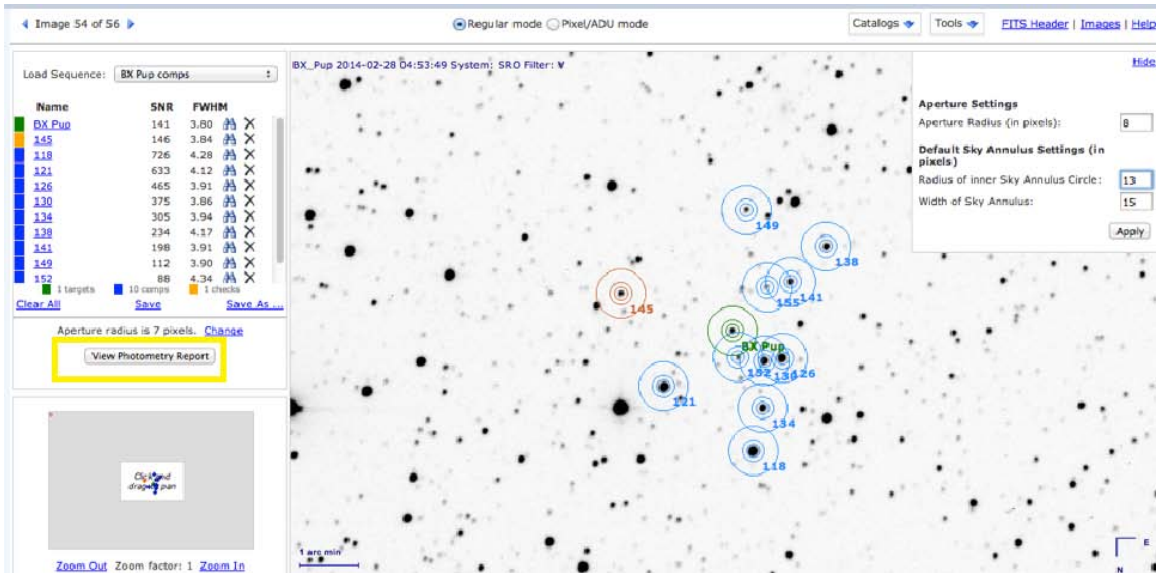 Image 54 of 56
Regular mode Pixel/ADU mode
Catalogs Tools FITS Header | Images | Help
Load Sequence: BX Pup comps
Name SNR FWHM
BX Pup 141 3.80
145 146 3.84
118 726 4.28
121 633 4.12
126 465 3.91
130 375 3.86
134 305 3.94
138 234 4.17
141 198 3.91
149 112 3.90
152 88 4.34
1 targets 10 comps 1 checks
Clear All Save Save As ...
Aperture radius is 7 pixels. Change
View Photometry Report
Click and
drag to pan
Zoom Out Zoom factor: 1 Zoom In
BX_Pup 2014-02-28 04:53:49 System: SRO Filter: V
149
138
155 141
145
BX Pup
152 130 126
121
134
118
1 arc min
E
N
Hide
Aperture Settings
Aperture Radius (in pixels): 8
Default Sky Annulus Settings (in
pixels)
Radius of inner Sky Annulus Circle: 13
Width of Sky Annulus: 15
Apply